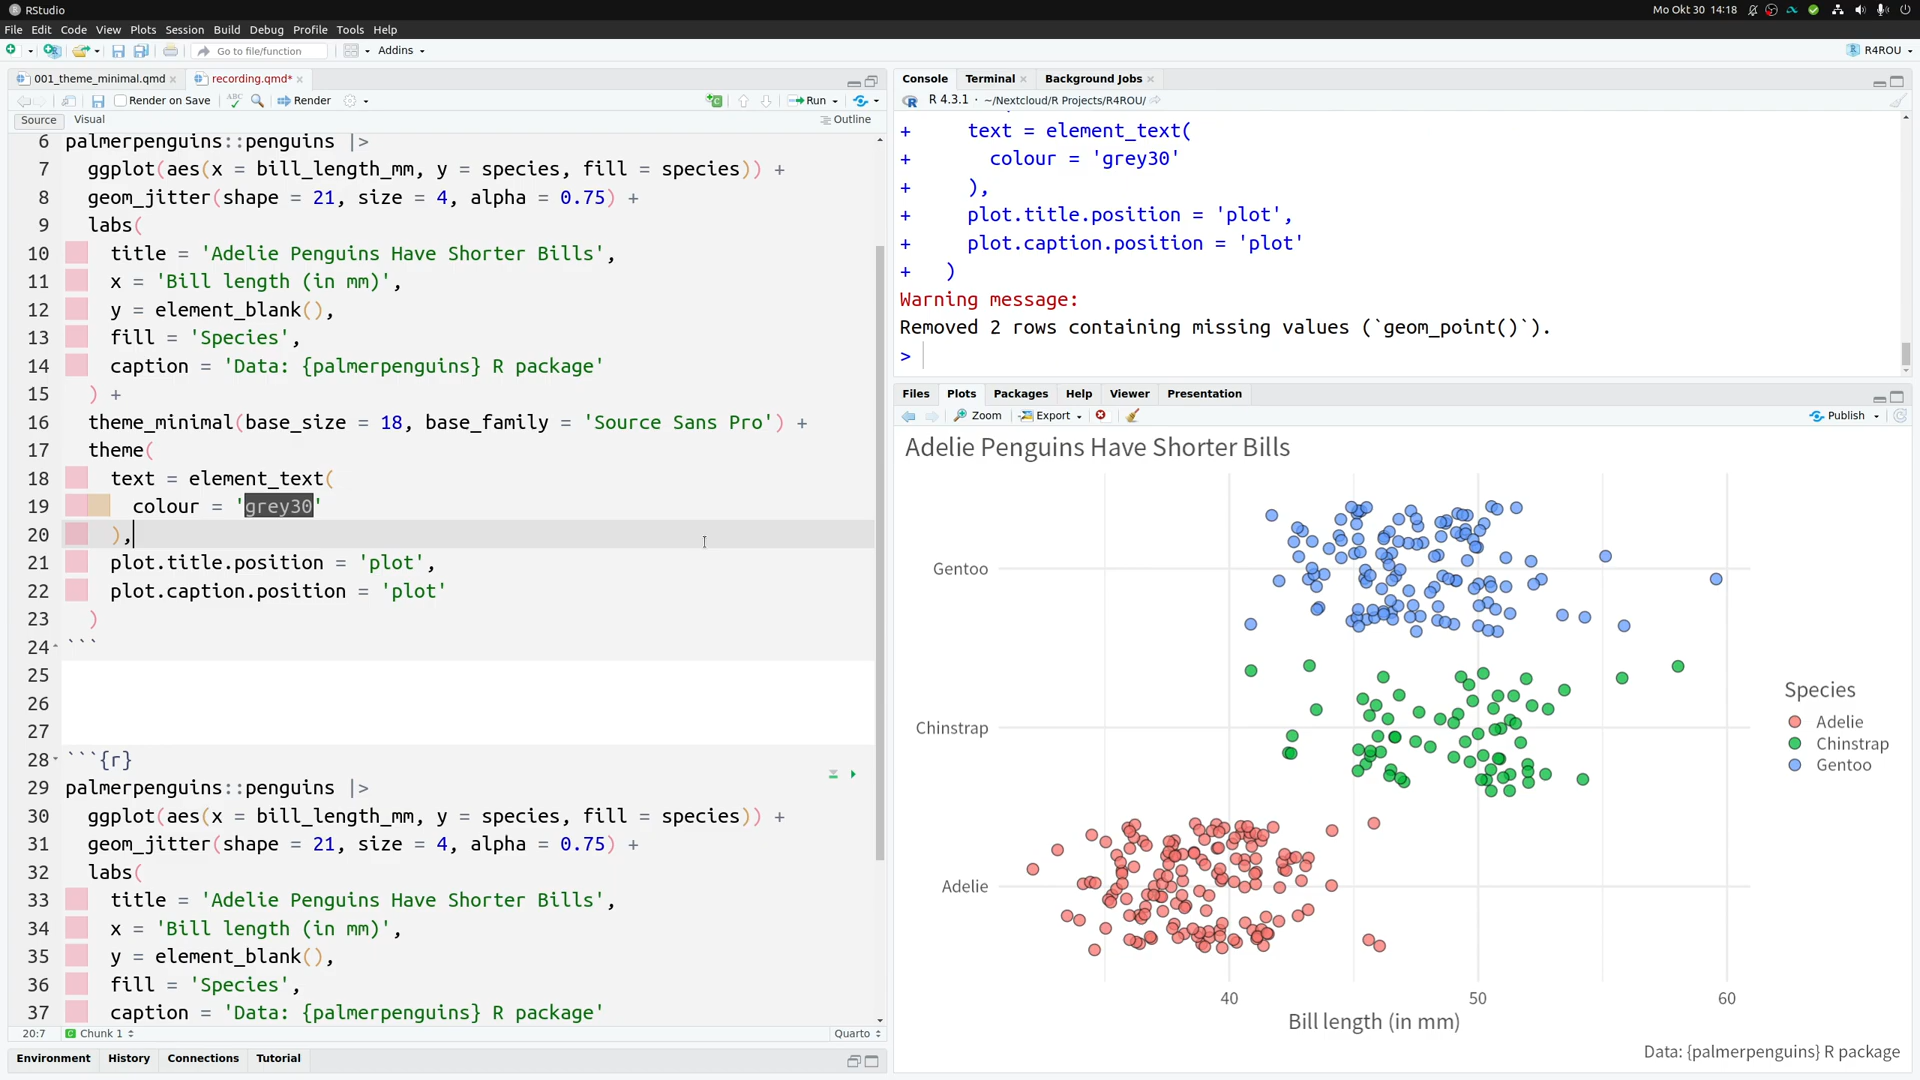 RStudio
Mo Okt 30 14:18
File Edit Code View Plots Session Build Debug Profile Tools Help
Go to file/function
Addins
R4ROU
001_theme_minimal.qmd
recording.qmd*
Render on Save
ABC
Render
Run
Source Visual
Outline
6 palmerpenguins::penguins |>
7 ggplot(aes(x = bill_length_mm, y = species, fill = species)) +
8 geom_jitter(shape = 21, size = 4, alpha = 0.75) +
9 labs(
10 title = 'Adelie Penguins Have Shorter Bills',
11 x = 'Bill length (in mm)',
12 y = element_blank(),
13 fill = 'Species',
14 caption = 'Data: {palmerpenguins} R package'
15 ) +
16 theme_minimal(base_size = 18, base_family = 'Source Sans Pro') +
17 theme(
18 text = element_text(
19 colour = 'grey30'
20 ),
21 plot.title.position = 'plot',
22 plot.caption.position = 'plot'
23 )
24 ```
25
26
27
28 ```{r}
29 palmerpenguins::penguins |>
30 ggplot(aes(x = bill_length_mm, y = species, fill = species)) +
31 geom_jitter(shape = 21, size = 4, alpha = 0.75) +
32 labs(
33 title = 'Adelie Penguins Have Shorter Bills',
34 x = 'Bill length (in mm)',
35 y = element_blank(),
36 fill = 'Species',
37 caption = 'Data: {palmerpenguins} R package'
20:7 Chunk 1
Quarto
Environment History Connections Tutorial
Console Terminal Background Jobs
R 4.3.1 · ~/Nextcloud/R Projects/R4ROU/
+ text = element_text(
+ colour = 'grey30'
+ ),
+ plot.title.position = 'plot',
+ plot.caption.position = 'plot'
+ )
Warning message:
Removed 2 rows containing missing values (`geom_point()`).
>
Files Plots Packages Help Viewer Presentation
Zoom Export
Publish
Adelie Penguins Have Shorter Bills
Gentoo
Chinstrap
Adelie
Species
Adelie
Chinstrap
Gentoo
40 50 60
Bill length (in mm)
Data: {palmerpenguins} R package